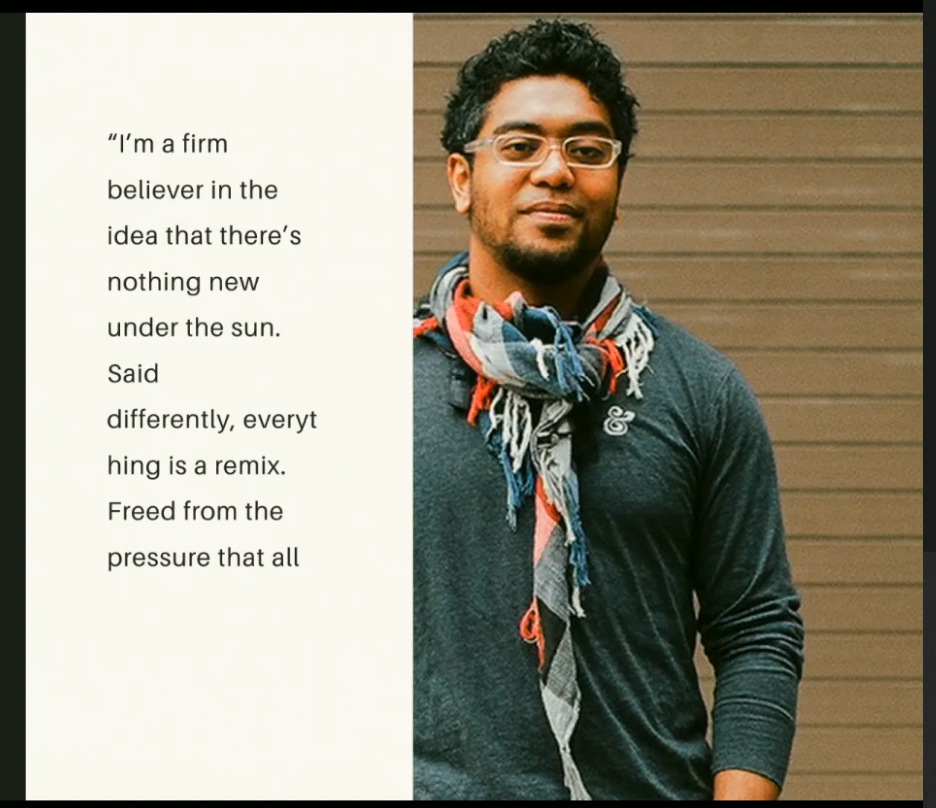 “I’m a firm
believer in the
idea that there’s
nothing new
under the sun.
Said
differently, everyt
hing is a remix.
Freed from the
pressure that all
&